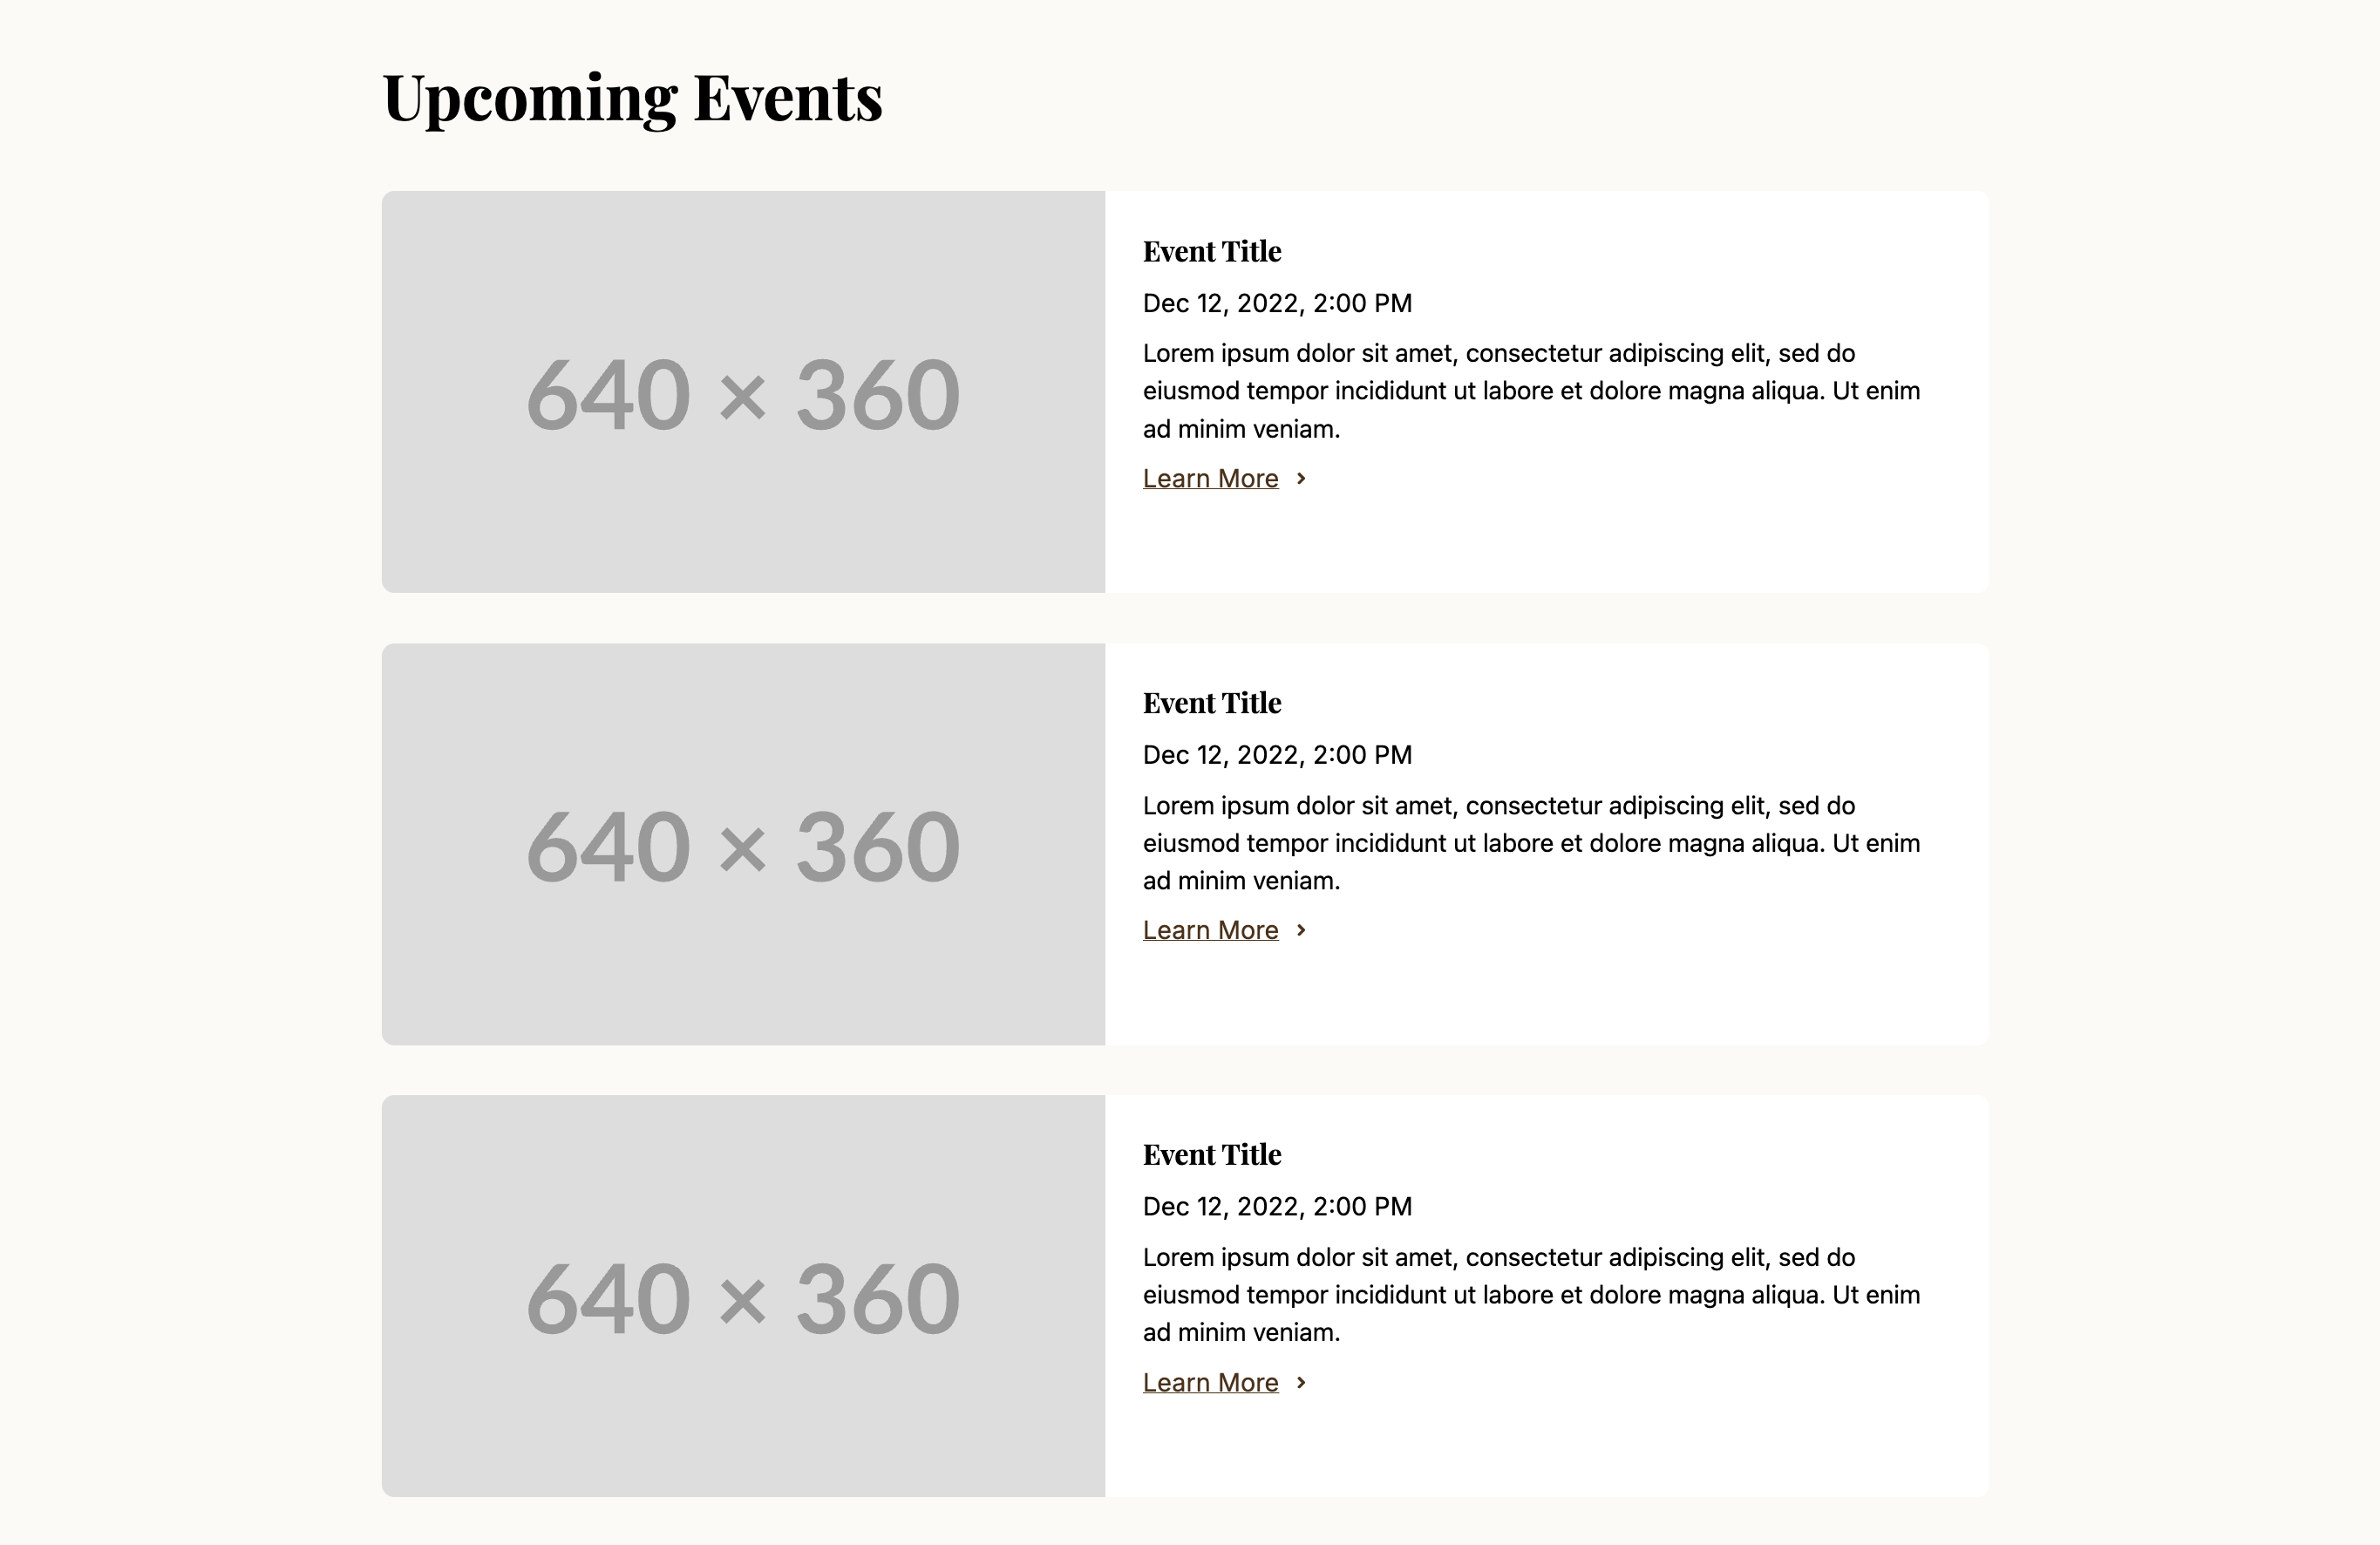 Upcoming Events
640 × 360
Event Title
Dec 12, 2022, 2:00 PM
Lorem ipsum dolor sit amet, consectetur adipiscing elit, sed do
eiusmod tempor incididunt ut labore et dolore magna aliqua. Ut enim
ad minim veniam.
Learn More
640 × 360
Event Title
Dec 12, 2022, 2:00 PM
Lorem ipsum dolor sit amet, consectetur adipiscing elit, sed do
eiusmod tempor incididunt ut labore et dolore magna aliqua. Ut enim
ad minim veniam.
Learn More
640 × 360
Event Title
Dec 12, 2022, 2:00 PM
Lorem ipsum dolor sit amet, consectetur adipiscing elit, sed do
eiusmod tempor incididunt ut labore et dolore magna aliqua. Ut enim
ad minim veniam.
Learn More